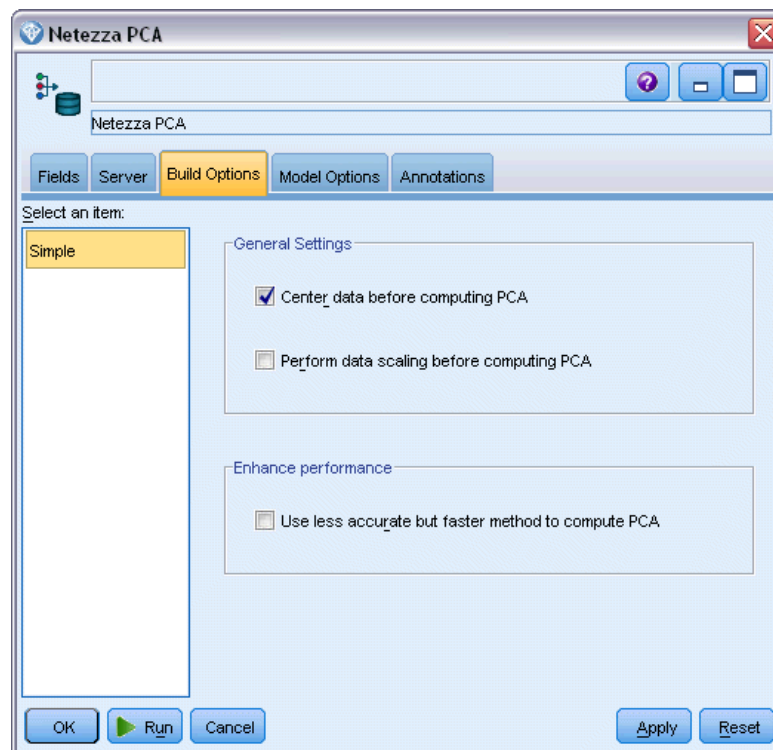 Netezza PCA
Netezza PCA
Fields Server Build Options Model Options Annotations
Select an item:
Simple
General Settings
Center data before computing PCA
Perform data scaling before computing PCA
Enhance performance
Use less accurate but faster method to compute PCA
OK Run Cancel Apply Reset